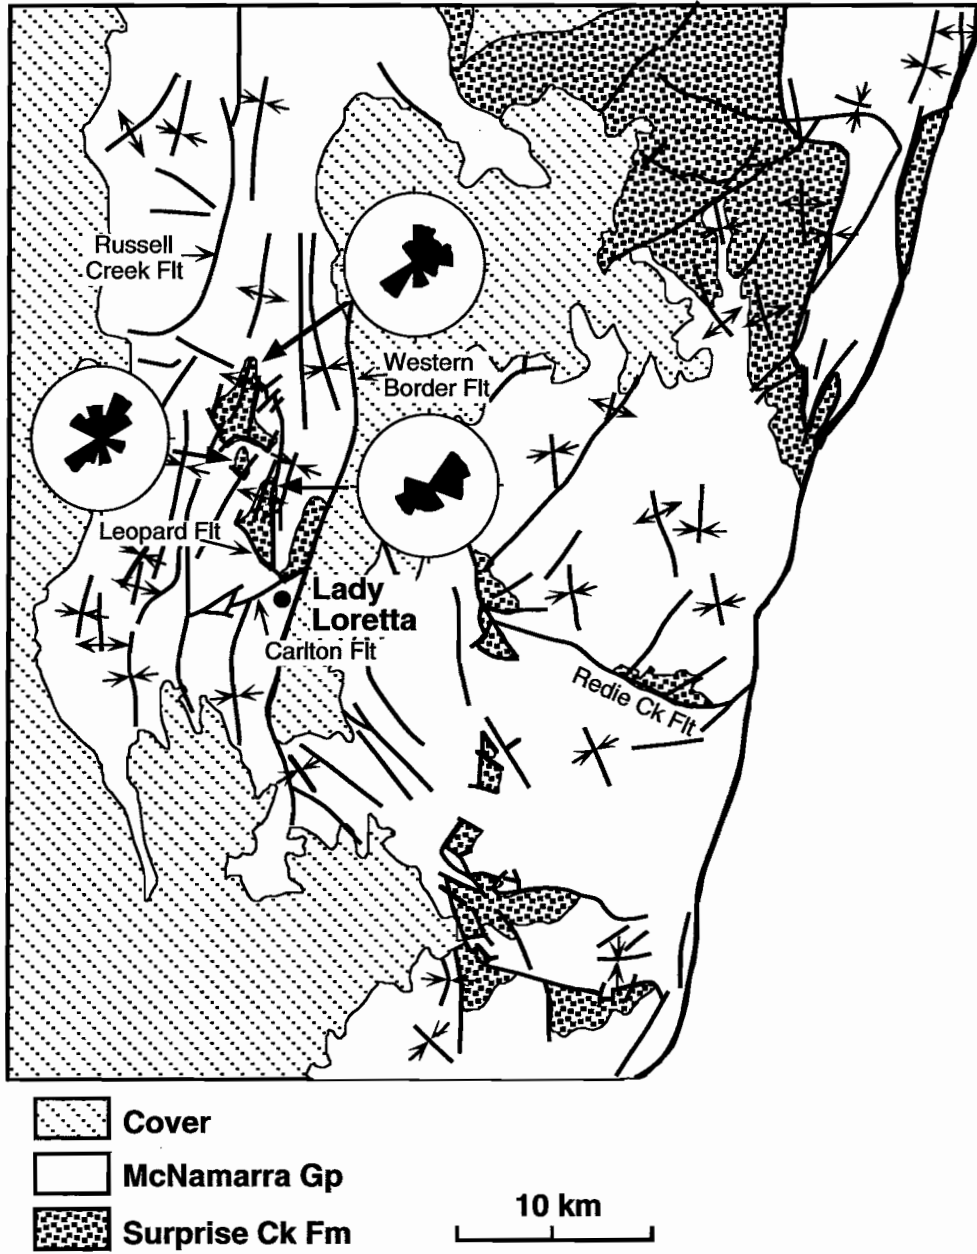 Russell
Creek Flt
Western
Border Flt
Leopard Flt
Lady
Loretta
Carlton Flt
Redie Ck Flt
Cover
McNamarra Gp
10 km
Surprise Ck Fm